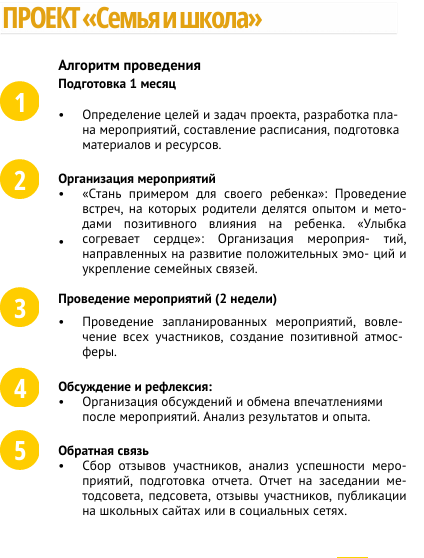 ПРОЕКТ «Семья и школа»
Алгоритм проведения
Подготовка 1 месяц
1
• Определение целей и задач проекта, разработка пла-
на мероприятий, составление расписания, подготовка
материалов и ресурсов.
2
Организация мероприятий
• «Стань примером для своего ребенка»: Проведение
встреч, на которых родители делятся опытом и мето-
дами позитивного влияния на ребенка. «Улыбка
• согревает сердце»: Организация мероприя- тий,
направленных на развитие положительных эмо- ций и
укрепление семейных связей.
3
Проведение мероприятий (2 недели)
• Проведение запланированных мероприятий, вовле-
чение всех участников, создание позитивной атмос-
феры.
4
Обсуждение и рефлексия:
• Организация обсуждений и обмена впечатлениями
после мероприятий. Анализ результатов и опыта.
5
Обратная связь
• Сбор отзывов участников, анализ успешности меро-
приятий, подготовка отчета. Отчет на заседании ме-
тодсовета, педсовета, отзывы участников, публикации
на школьных сайтах или в социальных сетях.